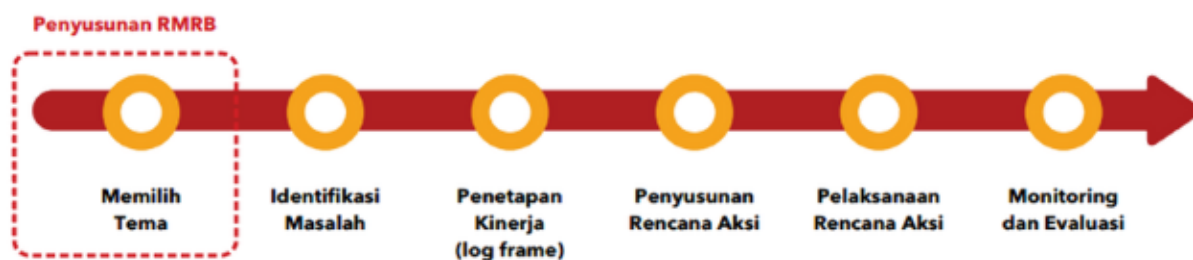 Penyusunan RMRB
Memilih
Tema
Identifikasi
Masalah
Penetapan
Kinerja
(log frame)
Penyusunan
Rencana Aksi
Pelaksanaan
Rencana Aksi
Monitoring
dan Evaluasi